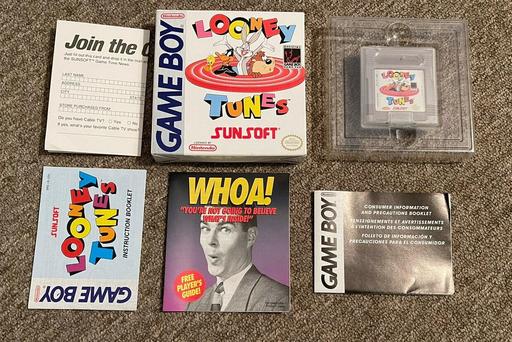 Join the C
Just fill out this card and drop it in the ma
the SUNSOFT™ Game Time News.
LAST NAME
ADDRESS
CITY
STORE PURCHASED FROM
Do you have Cable TV? Yes No
If yes, what's your favorite Cable TV show?
GAME BOY
Nintendo
LOONEY
TUNES
SUNSOFT
LICENSED BY
Nintendo
LOONEY
TUNES
SUNSOFT
LOONEY
TUNES
INSTRUCTION BOOKLET
GAME BOY
WHOA!
"YOU'RE NOT GOING TO BELIEVE
WHAT'S INSIDE!"
FREE
PLAYER'S
GUIDE!
GAME BOY
CONSUMER INFORMATION
AND PRECAUTIONS BOOKLET
RENSEIGNEMENTS ET AVERTISSEMENTS
À L'INTENTION DES CONSOMMATEURS
FOLLETO DE INFORMACIÓN Y
PRECAUCIONES PARA EL CONSUMIDOR